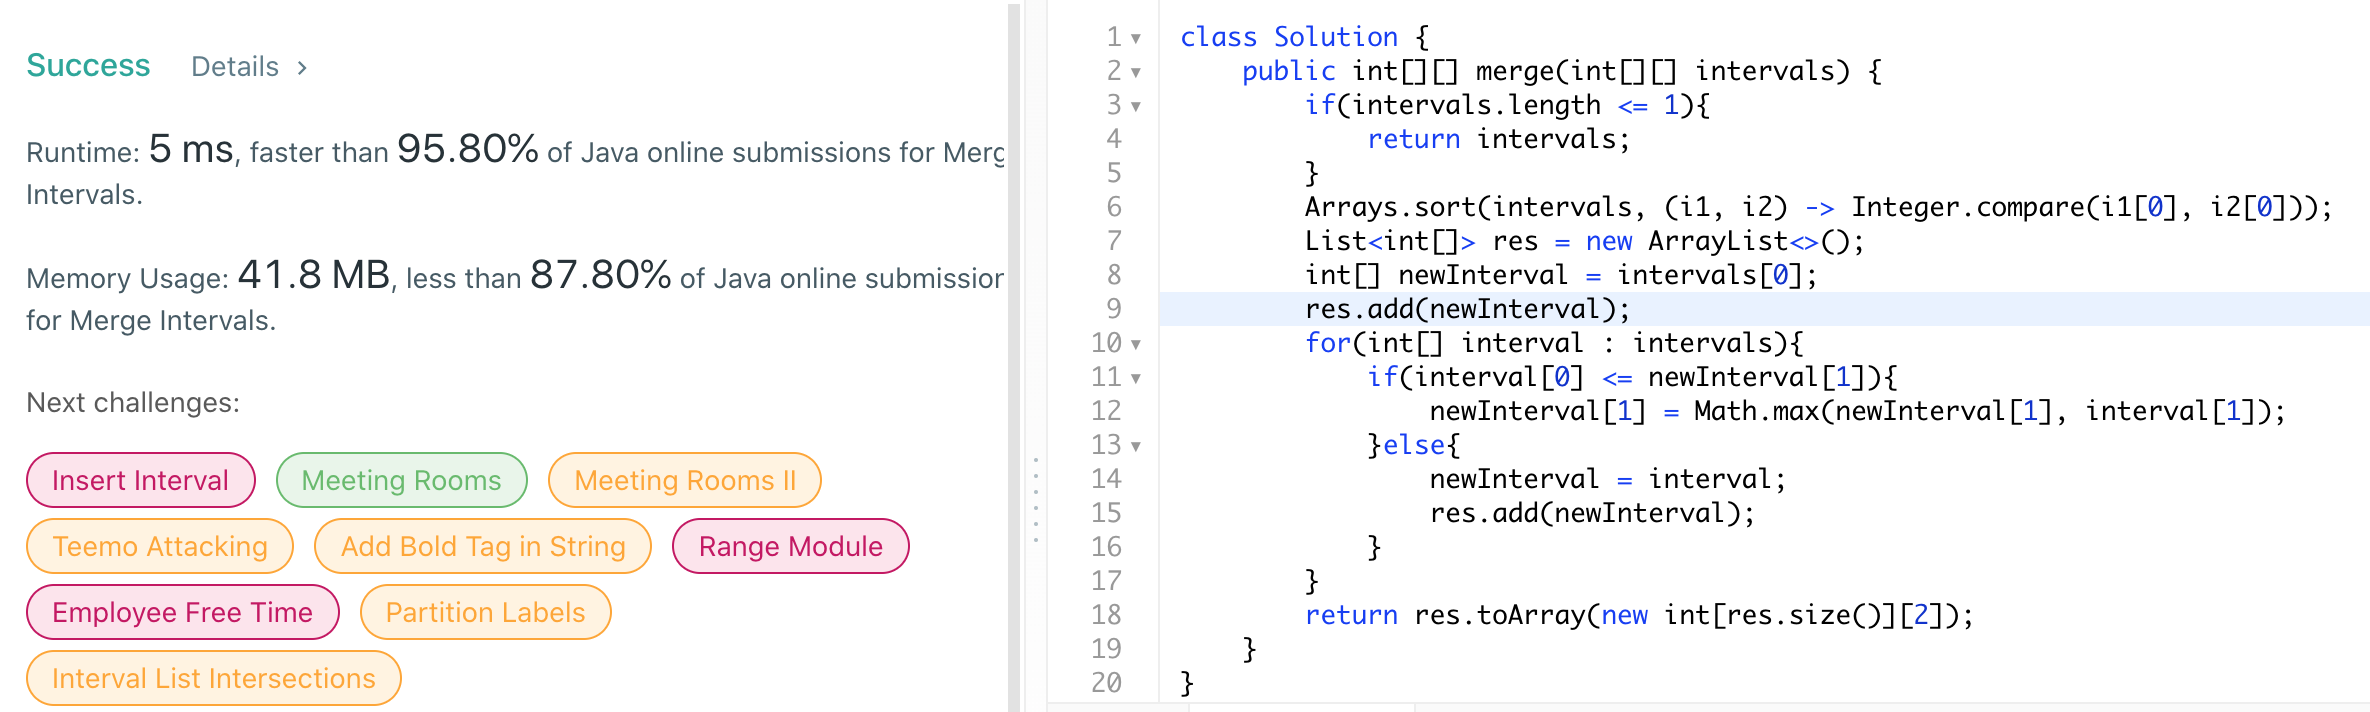 Success Details >
Runtime: 5 ms, faster than 95.80% of Java online submissions for Merg
Intervals.
Memory Usage: 41.8 MB, less than 87.80% of Java online submission
for Merge Intervals.
Next challenges:
Insert Interval Meeting Rooms Meeting Rooms II
Teemo Attacking Add Bold Tag in String Range Module
Employee Free Time Partition Labels
Interval List Intersections
1 class Solution {
2     public int[][] merge(int[][] intervals) {
3         if(intervals.length <= 1){
4             return intervals;
5         }
6         Arrays.sort(intervals, (i1, i2) -> Integer.compare(i1[0], i2[0]));
7         List<int[]> res = new ArrayList<>();
8         int[] newInterval = intervals[0];
9         res.add(newInterval);
10         for(int[] interval : intervals){
11             if(interval[0] <= newInterval[1]){
12                 newInterval[1] = Math.max(newInterval[1], interval[1]);
13             }else{
14                 newInterval = interval;
15                 res.add(newInterval);
16             }
17         }
18         return res.toArray(new int[res.size()][2]);
19     }
20 }